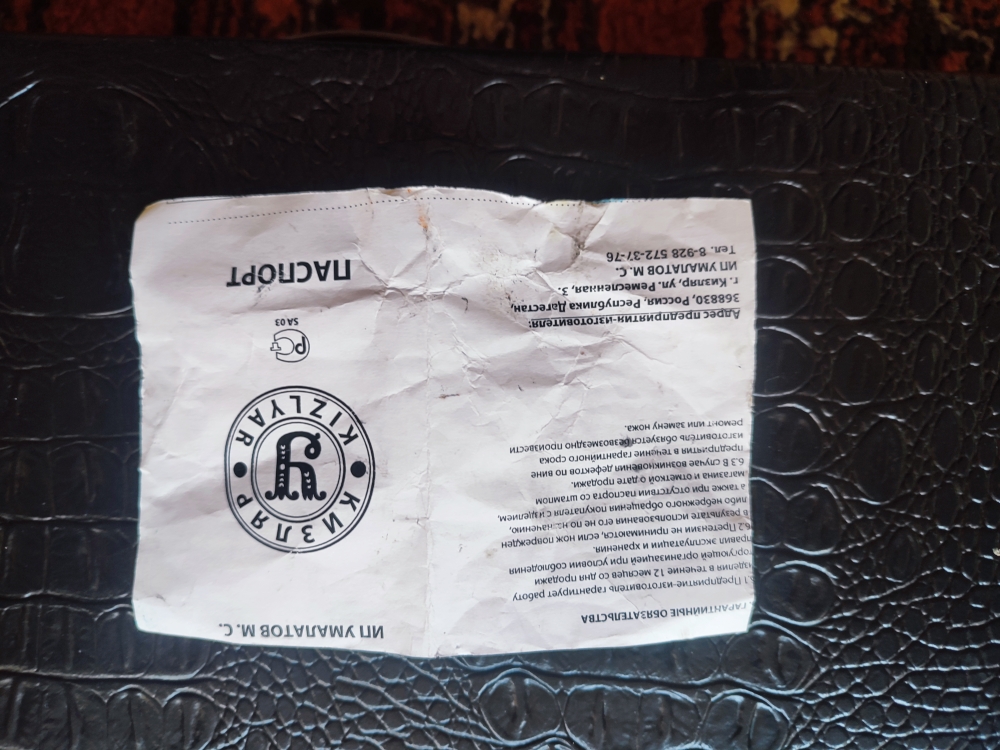 ГАРАНТИЙНЫЕ ОБЯЗАТЕЛЬСТВА
.1 Предприятие-изготовитель гарантирует работу
изделия в течение 12 месяцев со дня продажи
торгующей организацией при условии соблюдения
правил эксплуатации и хранения.
6.2 Претензии не принимаются, если нож поврежден
в результате использования его не по назначению,
либо небрежного обращения покупателя с изделием,
а также при отсутствии паспорта со штампом
магазина и отметкой о дате продажи.
6.3 В случае возникновения дефектов по вине
предприятия в течение гарантийного срока
изготовитель обязуется безвозмездно произвести
ремонт или замену ножа.
Адрес предприятия-изготовителя:
368830, Россия, Республика Дагестан,
г. Кизляр, ул. Ремесленная, 3.
ИП УМАЛАТОВ М. С.
Тел. 8-928 572-37-76
ИП УМАЛАТОВ М. С.
КИЗЛЯР • KIZLYAR •
РСТ
SA 03
ПАСПОРТ